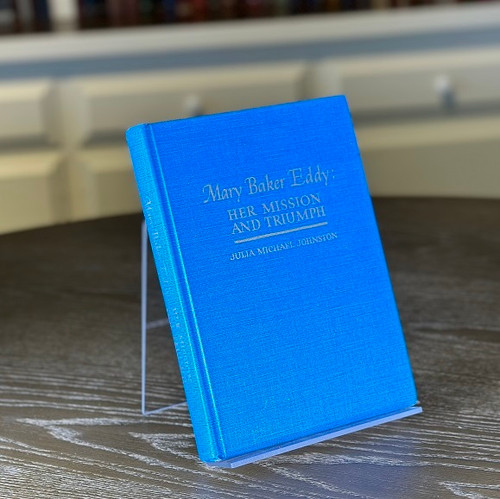 Mary Baker Eddy:
HER MISSION
AND TRIUMPH
JULIA MICHAEL JOHNSTON